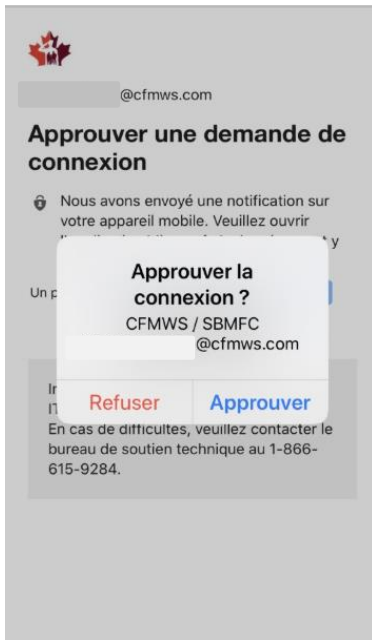 @cfmws.com
Approuver une demande de
connexion
Nous avons envoyé une notification sur
votre appareil mobile. Veuillez ouvrir
y
Un p
Approuver la
connexion ?
CFMWS / SBMFC
@cfmws.com
Refuser
Approuver
En cas de difficultés, veuillez contacter le
bureau de soutien technique au 1-866-
615-9284.